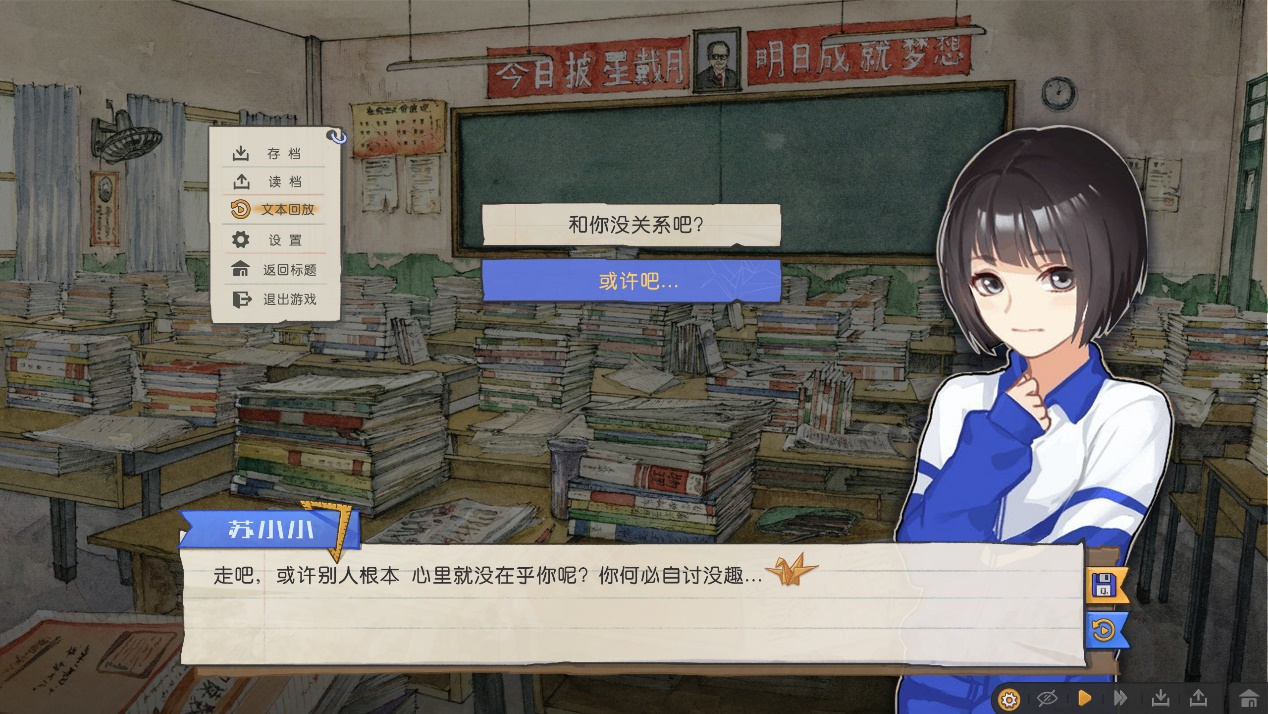 今日披星戴月
明日成就梦想
存档
读档
文本回放
设置
返回标题
退出游戏
和你没关系吧？
或许吧...
苏小小
走吧，或许别人根本 心里就没在乎你呢？你何必自讨没趣...